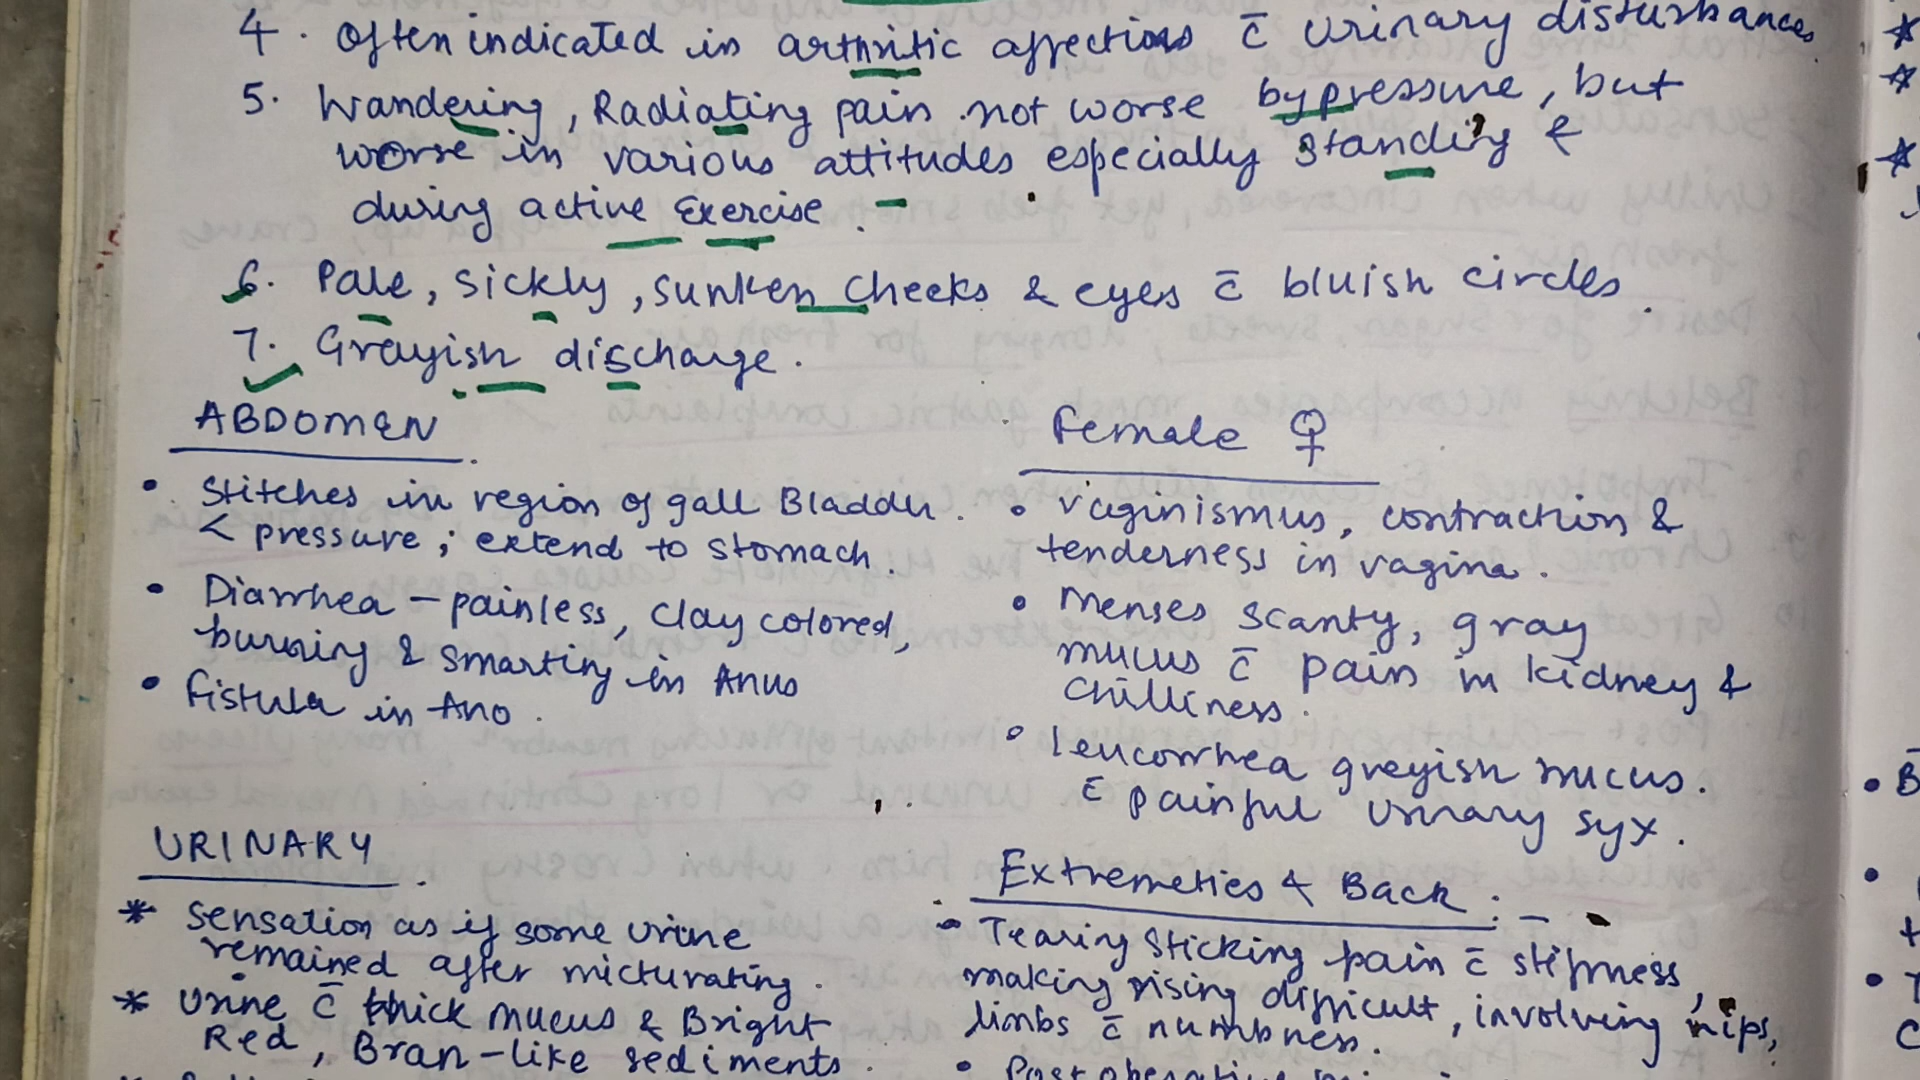 4. Often indicated in arthritic affections c̄ urinary disturbances
5. Wandering, Radiating pain not worse by pressure, but
worse in various attitudes especially standing &
during active Exercise.
6. Pale, sickly, sunken cheeks & eyes c̄ bluish circles.
7. Grayish discharge.
ABDOMEN
• Stitches in region of gall Bladder.
< pressure; extend to stomach.
• Diarrhea – painless, clay colored,
burning & smarting in Anus
• Fistula in Ano.
URINARY
* Sensation as if some urine
remained after micturating.
* Urine c̄ thick mucus & Bright
Red, Bran-like sediments.
Female ♀
• Vaginismus, contraction &
tenderness in vagina.
• Menses scanty, gray
mucus c̄ pain in kidney &
chilliness.
• Leucorrhea greyish mucus.
c̄ painful urinary syx.
Extremeties & Back:–
• Tearing sticking pain c̄ stiffness,
making rising difficult, involving hips,
limbs c̄ numbness.
• Post operative